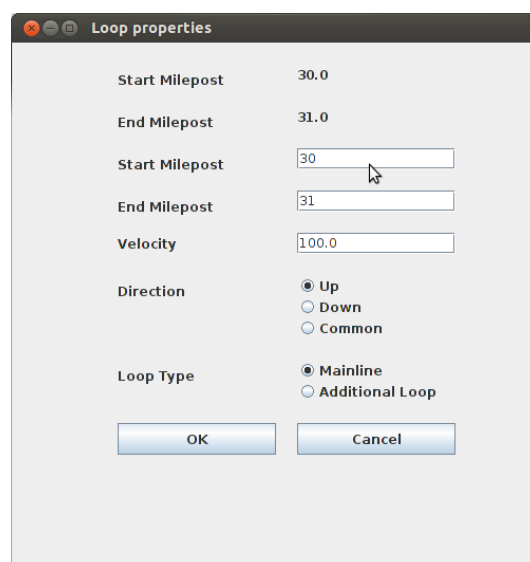 Loop properties
Start Milepost 30.0
End Milepost 31.0
Start Milepost 30
End Milepost 31
Velocity 100.0
Direction Up
Down
Common
Loop Type Mainline
Additional Loop
OK Cancel